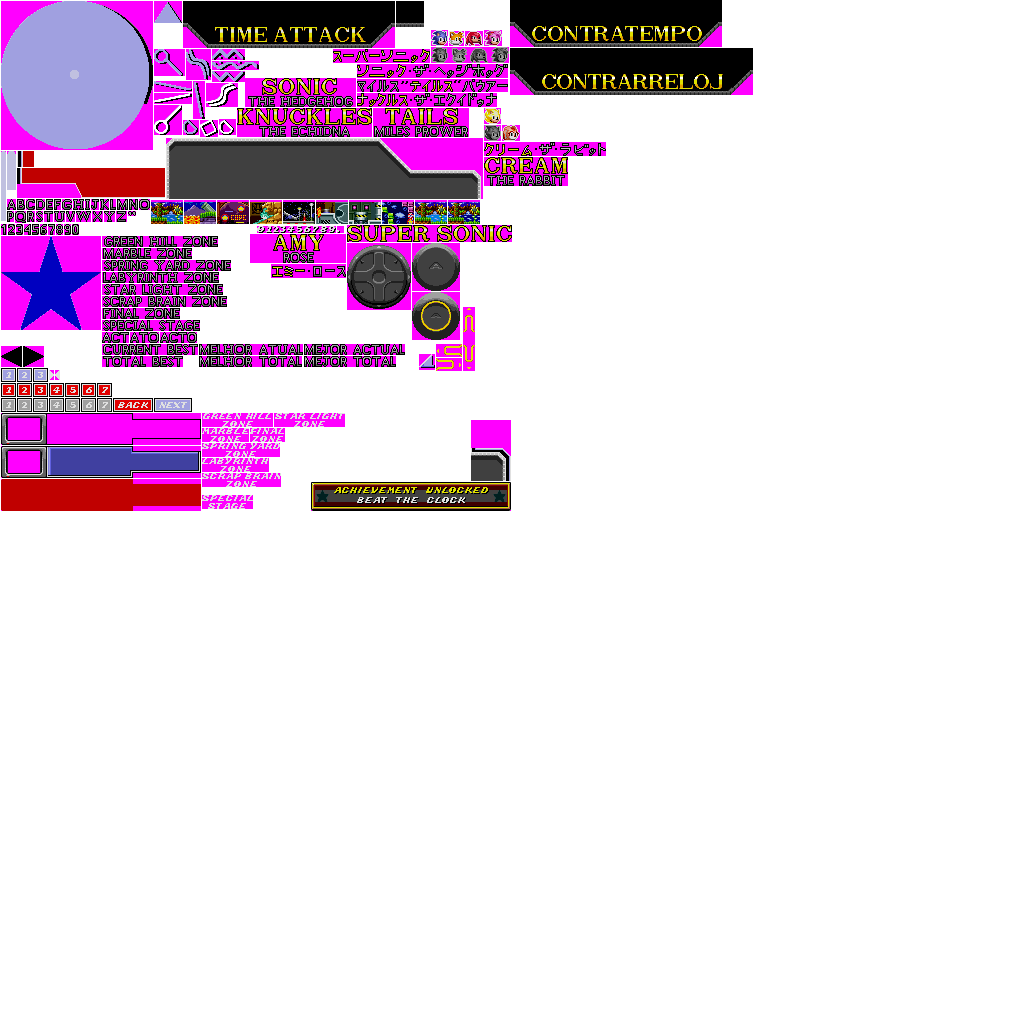 TIME ATTACK
CONTRATEMPO
CONTRARRELOJ
スーパーソニック
ソニック・ザ・ヘッジホッグ
マイルス"テイルス"パウアー
ナックルス・ザ・エクィドゥナ
SONIC
THE HEDGEHOG
KNUCKLES
THE ECHIDNA
TAILS
MILES PROWER
クリーム・ザ・ラビット
CREAM
THE RABBIT
ABCDEFGHIJKLMNO
PQRSTUVWXYZ"
1234567890
0123456789
SUPER SONIC
AMY
ROSE
エミー・ローズ
GREEN HILL ZONE
MARBLE ZONE
SPRING YARD ZONE
LABYRINTH ZONE
STAR LIGHT ZONE
SCRAP BRAIN ZONE
FINAL ZONE
SPECIAL STAGE
ACTATOACTO
CURRENT BEST MELHOR ATUAL MEJOR ACTUAL
TOTAL BEST MELHOR TOTAL MEJOR TOTAL
1 2 3
1 2 3 4 5 6 7
1 2 3 4 5 6 7 BACK NEXT
GREEN HILL ZONE
STAR LIGHT ZONE
MARBLE ZONE
FINAL ZONE
SPRING YARD ZONE
LABYRINTH ZONE
SCRAP BRAIN ZONE
SPECIAL STAGE
ACHIEVEMENT UNLOCKED
BEAT THE CLOCK